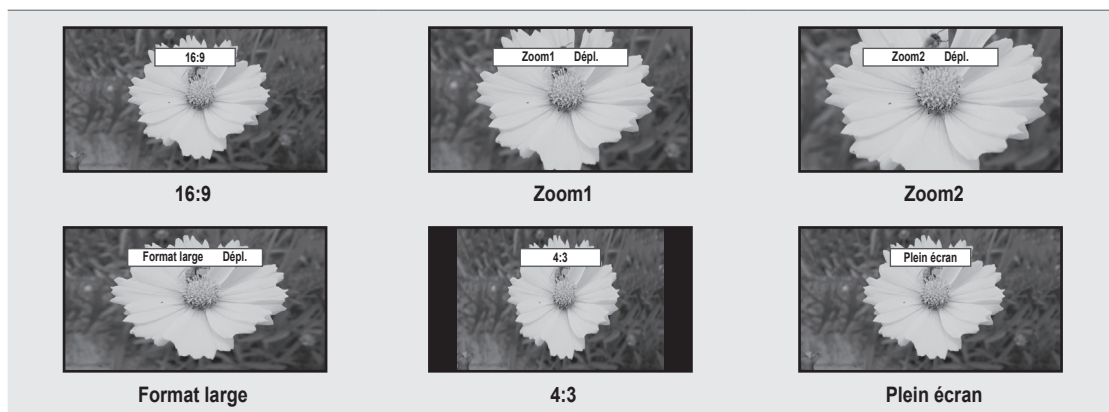 16:9
Zoom1 Dépl.
Zoom2 Dépl.
16:9
Zoom1
Zoom2
Format large Dépl.
4:3
Plein écran
Format large
4:3
Plein écran